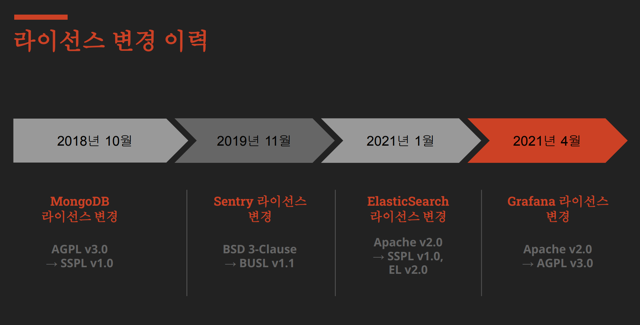 라이선스 변경 이력
2018년 10월
2019년 11월
2021년 1월
2021년 4월
MongoDB
라이선스 변경
AGPL v3.0
→ SSPL v1.0
Sentry 라이선스
변경
BSD 3-Clause
→ BUSL v1.1
ElasticSearch
라이선스 변경
Apache v2.0
→ SSPL v1.0,
EL v2.0
Grafana 라이선스
변경
Apache v2.0
→ AGPL v3.0